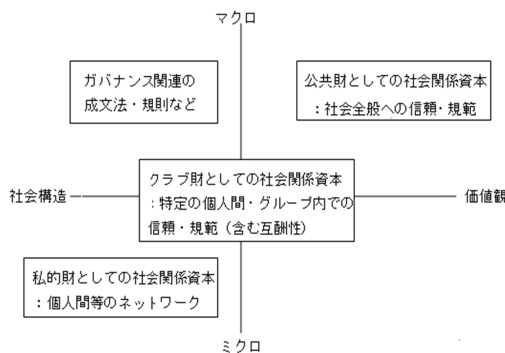 マクロ
ガバナンス関連の
成文法・規則など
公共財としての社会関係資本
：社会全般への信頼・規範
社会構造
クラブ財としての社会関係資本
：特定の個人間・グループ内での
信頼・規範（含む互酬性）
価値観
私的財としての社会関係資本
：個人間等のネットワーク
ミクロ